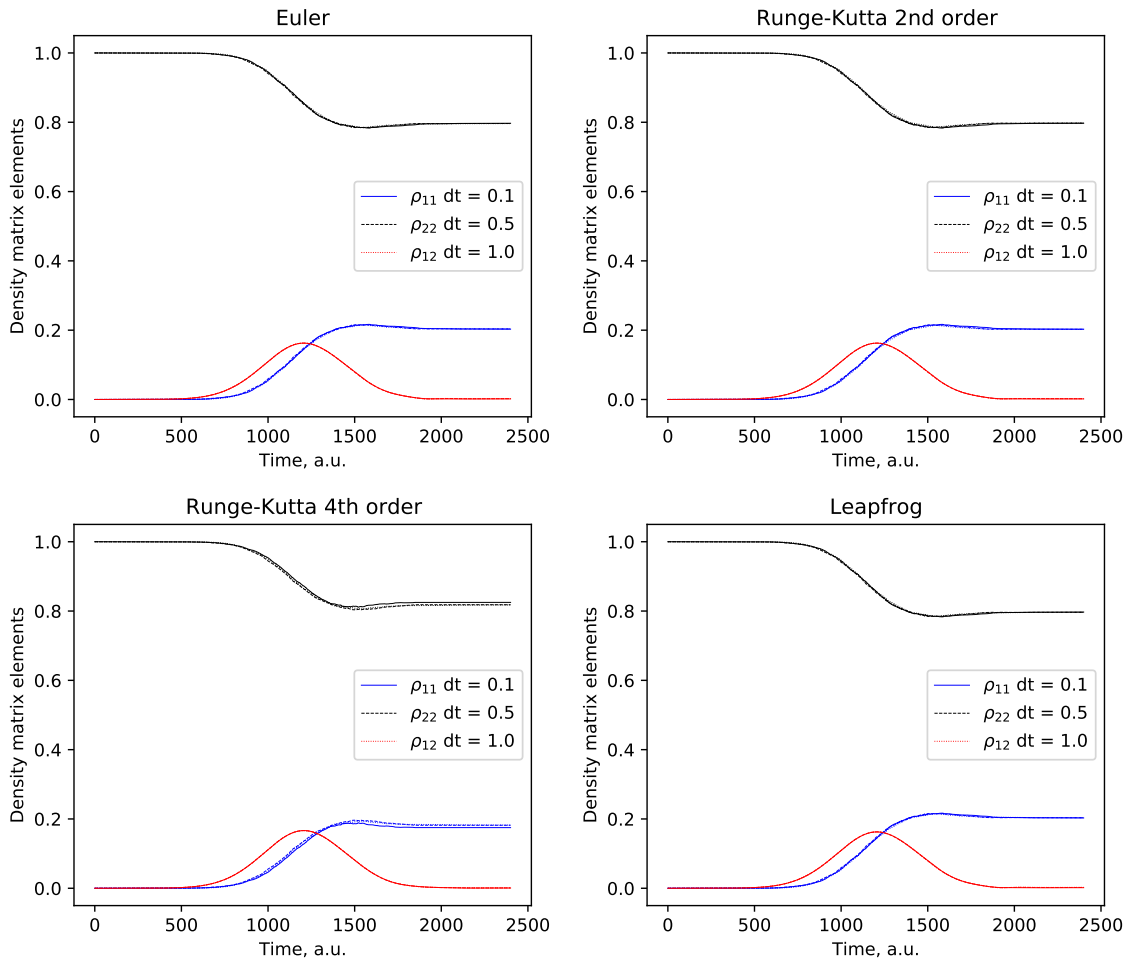 Euler
Density matrix elements
1.0
0.8
0.6
0.4
0.2
0.0
ρ₁₁ dt = 0.1
ρ₂₂ dt = 0.5
ρ₁₂ dt = 1.0
0 500 1000 1500 2000 2500
Time, a.u.
Runge-Kutta 2nd order
Density matrix elements
1.0
0.8
0.6
0.4
0.2
0.0
ρ₁₁ dt = 0.1
ρ₂₂ dt = 0.5
ρ₁₂ dt = 1.0
0 500 1000 1500 2000 2500
Time, a.u.
Runge-Kutta 4th order
Density matrix elements
1.0
0.8
0.6
0.4
0.2
0.0
ρ₁₁ dt = 0.1
ρ₂₂ dt = 0.5
ρ₁₂ dt = 1.0
0 500 1000 1500 2000 2500
Time, a.u.
Leapfrog
Density matrix elements
1.0
0.8
0.6
0.4
0.2
0.0
ρ₁₁ dt = 0.1
ρ₂₂ dt = 0.5
ρ₁₂ dt = 1.0
0 500 1000 1500 2000 2500
Time, a.u.